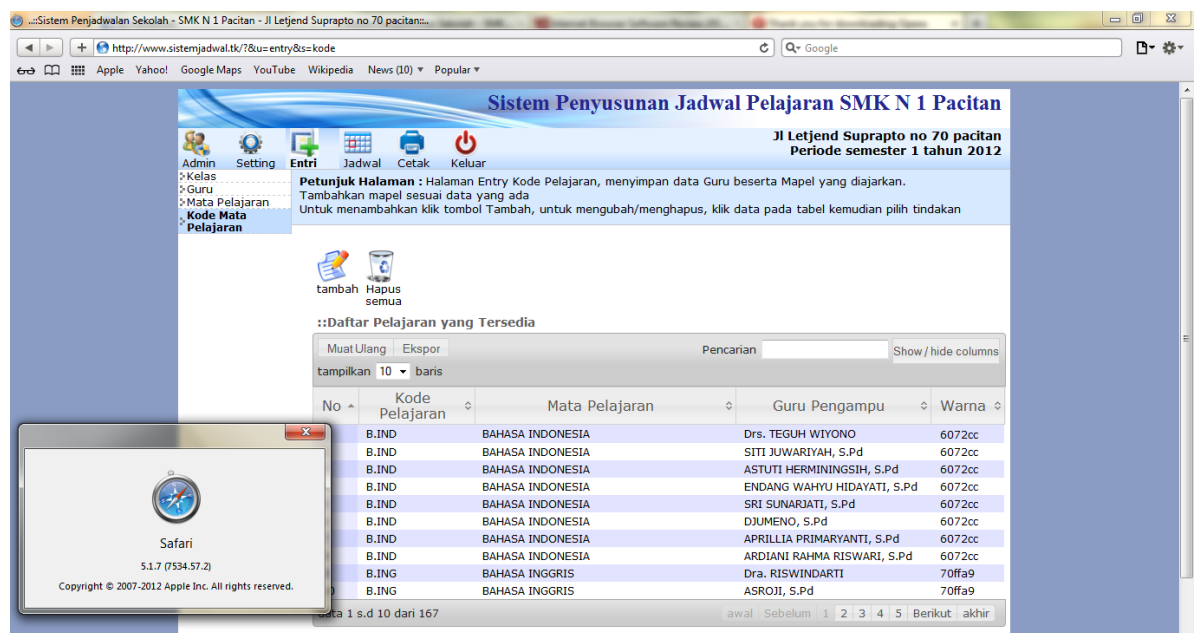 ..::Sistem Penjadwalan Sekolah - SMK N 1 Pacitan - Jl Letjend Suprapto no 70 pacitan::..
http://www.sistemjadwal.tk/?&u=entry&s=kode
Google
Apple Yahoo! Google Maps YouTube Wikipedia News (10) Popular
Sistem Penyusunan Jadwal Pelajaran SMK N 1 Pacitan
Jl Letjend Suprapto no 70 pacitan
Periode semester 1 tahun 2012
Admin Setting Entri Jadwal Cetak Keluar
Kelas
Guru
Mata Pelajaran
Kode Mata
Pelajaran
Petunjuk Halaman : Halaman Entry Kode Pelajaran, menyimpan data Guru beserta Mapel yang diajarkan.
Tambahkan mapel sesuai data yang ada
Untuk menambahkan klik tombol Tambah, untuk mengubah/menghapus, klik data pada tabel kemudian pilih tindakan
tambah Hapus
semua
::Daftar Pelajaran yang Tersedia
Muat Ulang Ekspor Pencarian Show / hide columns
tampilkan 10 baris
No Kode Pelajaran Mata Pelajaran Guru Pengampu Warna
B.IND BAHASA INDONESIA Drs. TEGUH WIYONO 6072cc
B.IND BAHASA INDONESIA SITI JUWARIYAH, S.Pd 6072cc
B.IND BAHASA INDONESIA ASTUTI HERMININGSIH, S.Pd 6072cc
B.IND BAHASA INDONESIA ENDANG WAHYU HIDAYATI, S.Pd 6072cc
B.IND BAHASA INDONESIA SRI SUNARJATI, S.Pd 6072cc
B.IND BAHASA INDONESIA DJUMENO, S.Pd 6072cc
B.IND BAHASA INDONESIA APRILLIA PRIMARYANTI, S.Pd 6072cc
B.IND BAHASA INDONESIA ARDIANI RAHMA RISWARI, S.Pd 6072cc
B.ING BAHASA INGGRIS Dra. RISWINDARTI 70ffa9
B.ING BAHASA INGGRIS ASROJI, S.Pd 70ffa9
data 1 s.d 10 dari 167
awal Sebelum 1 2 3 4 5 Berikut akhir
Safari
5.1.7 (7534.57.2)
Copyright © 2007-2012 Apple Inc. All rights reserved.